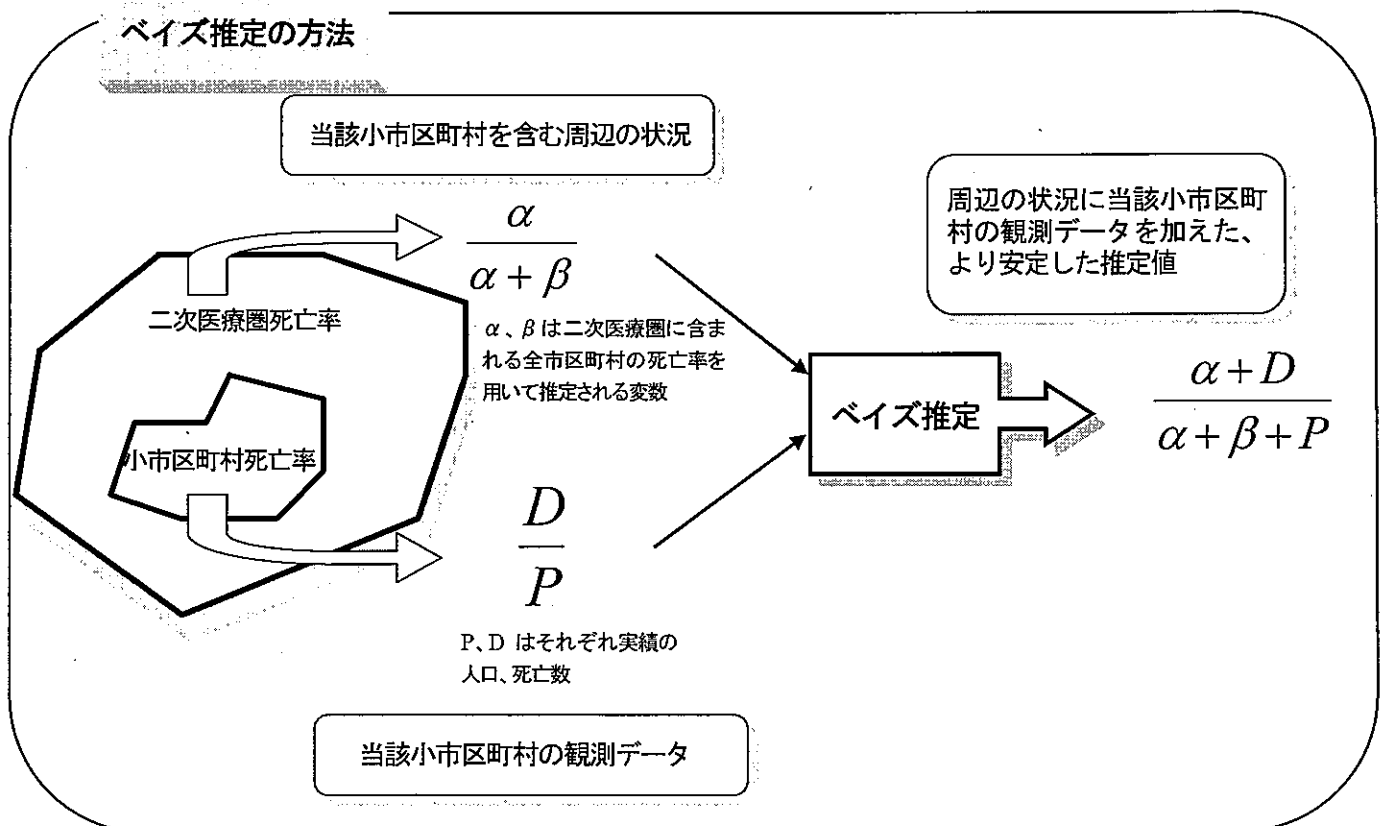 ベイズ推定の方法
当該小市区町村を含む周辺の状況
α
α + β
α、βは二次医療圏に含ま
れる全市区町村の死亡率を
用いて推定される変数
二次医療圏死亡率
小市区町村死亡率
D
P
P、D はそれぞれ実績の
人口、死亡数
当該小市区町村の観測データ
ベイズ推定
周辺の状況に当該小市区町
村の観測データを加えた、
より安定した推定値
α + D
α + β + P